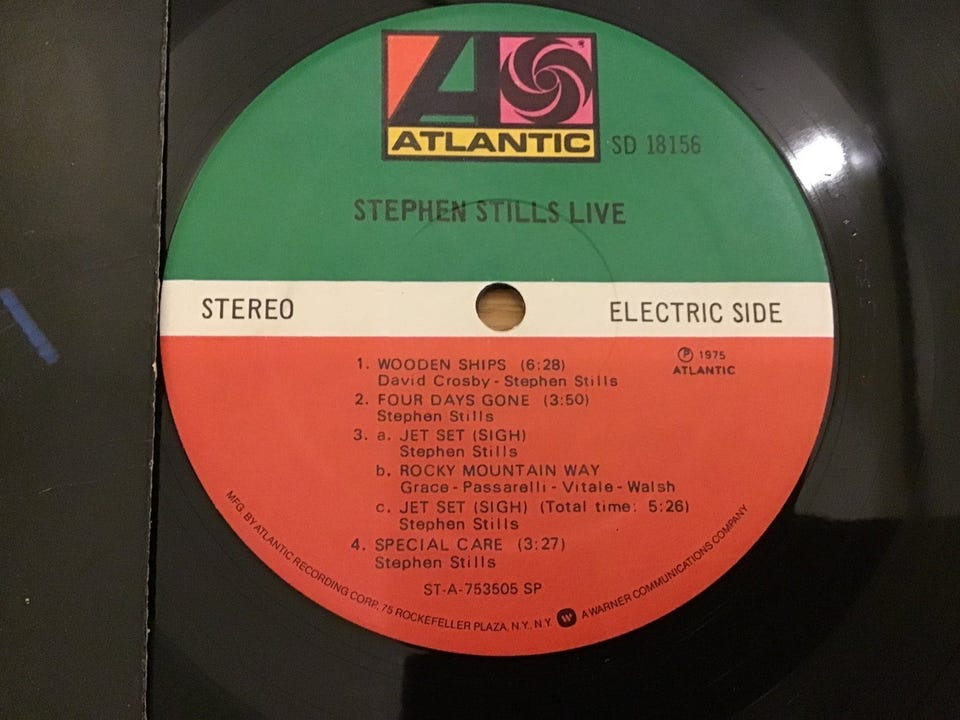 ATLANTIC
SD 18156
STEPHEN STILLS LIVE
STEREO
ELECTRIC SIDE
1. WOODEN SHIPS (6:28)
David Crosby - Stephen Stills
℗ 1975
ATLANTIC
2. FOUR DAYS GONE (3:50)
Stephen Stills
3. a. JET SET (SIGH)
Stephen Stills
b. ROCKY MOUNTAIN WAY
Grace - Passarelli - Vitale - Walsh
c. JET SET (SIGH) (Total time: 5:26)
Stephen Stills
4. SPECIAL CARE (3:27)
Stephen Stills
ST-A-753505 SP
MFG. BY ATLANTIC RECORDING CORP. 75 ROCKEFELLER PLAZA, N.Y., N.Y. W A WARNER COMMUNICATIONS COMPANY